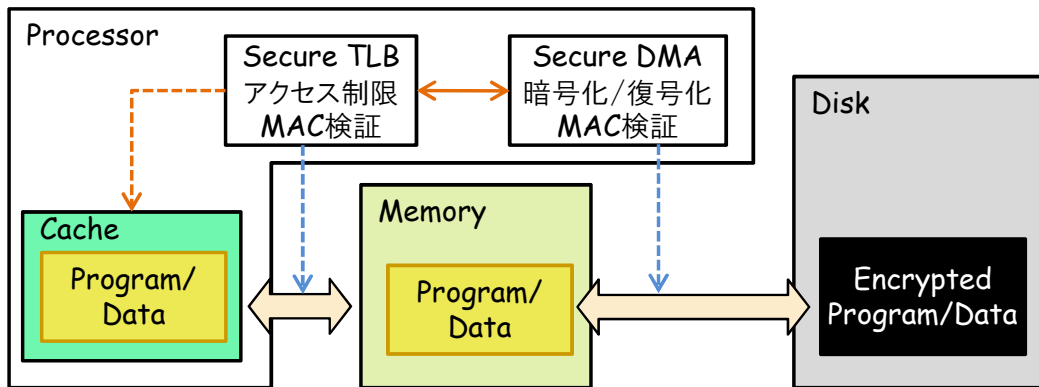 Processor
Secure TLB
アクセス制限
MAC検証
Secure DMA
暗号化/復号化
MAC検証
Disk
Cache
Program/
Data
Memory
Program/
Data
Encrypted
Program/Data